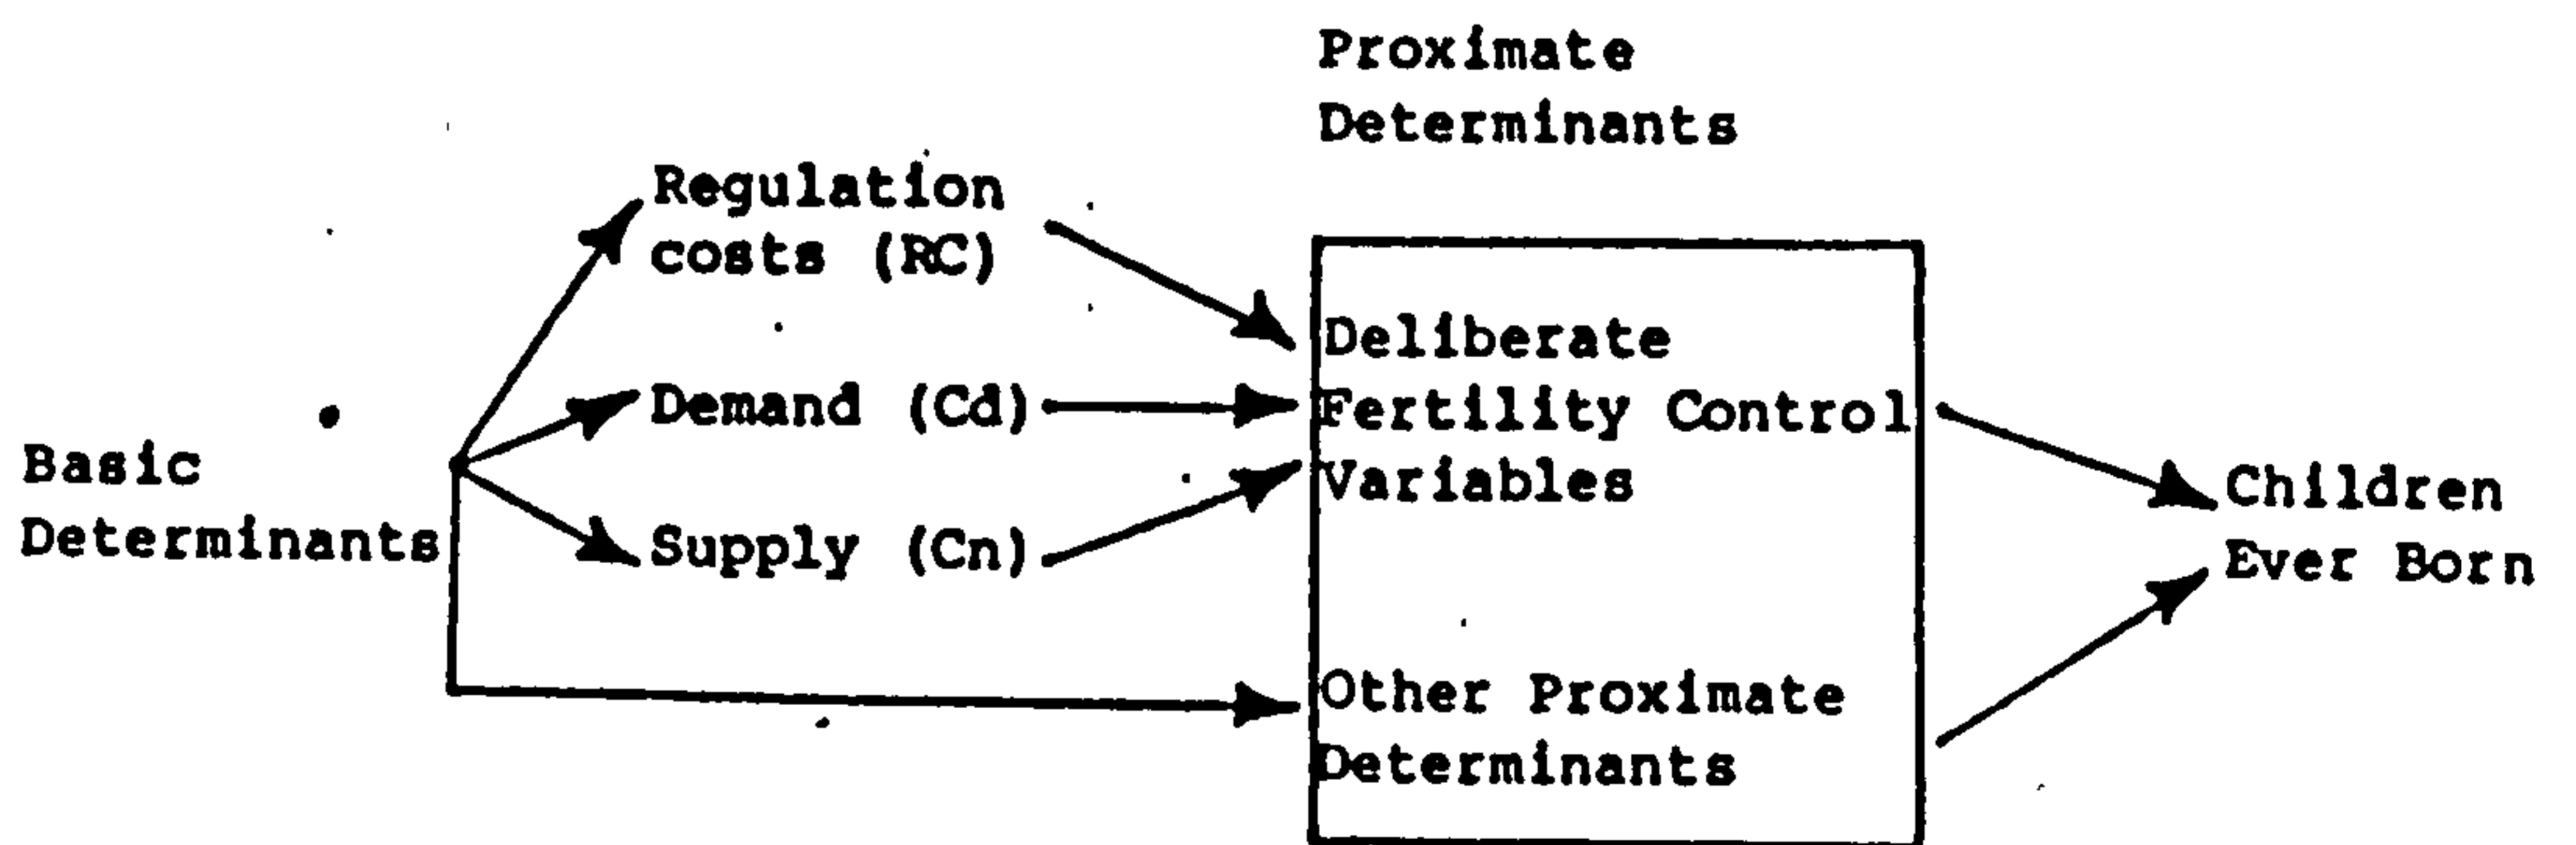 Proximate
Determinants
Regulation
costs (RC)
Deliberate
Demand (Cd)
Fertility Control
Basic
Variables
Children
Determinants
Supply (Cn)
Ever Born
Other Proximate
Determinants